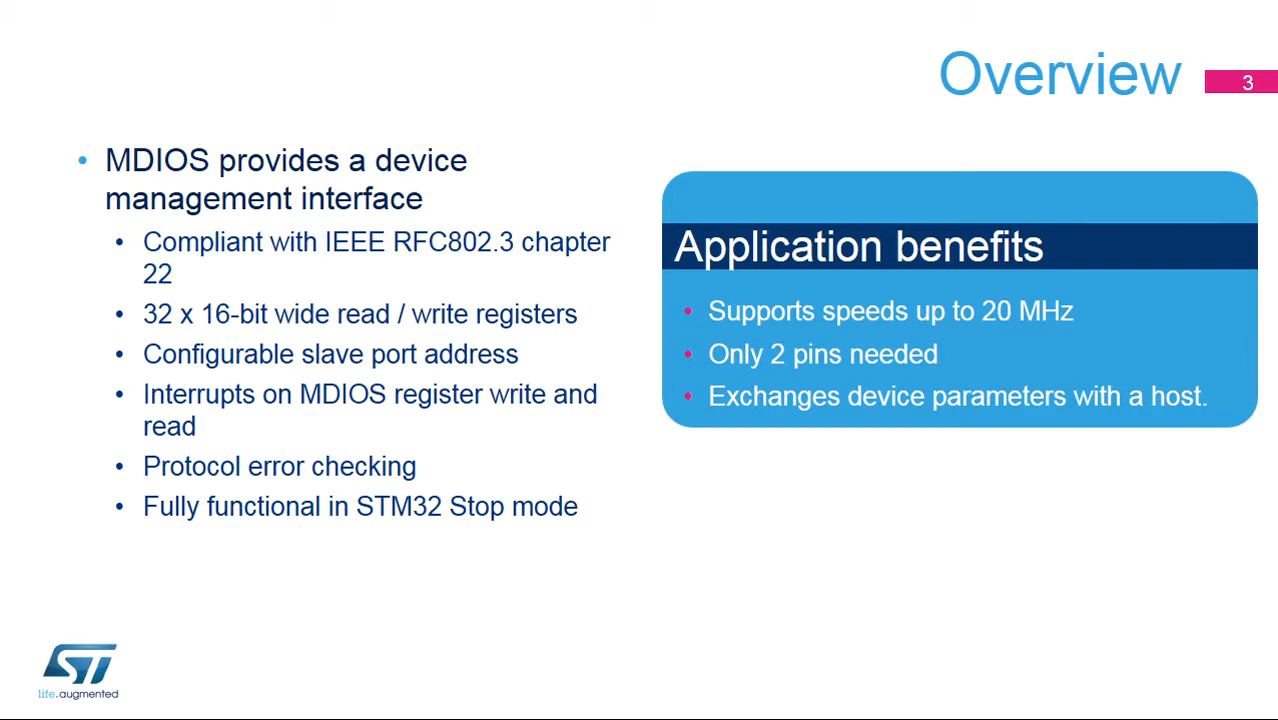 Overview
3
• MDIOS provides a device
management interface
• Compliant with IEEE RFC802.3 chapter
22
• 32 x 16-bit wide read / write registers
• Configurable slave port address
• Interrupts on MDIOS register write and
read
• Protocol error checking
• Fully functional in STM32 Stop mode
Application benefits
• Supports speeds up to 20 MHz
• Only 2 pins needed
• Exchanges device parameters with a host.
ST
life.augmented